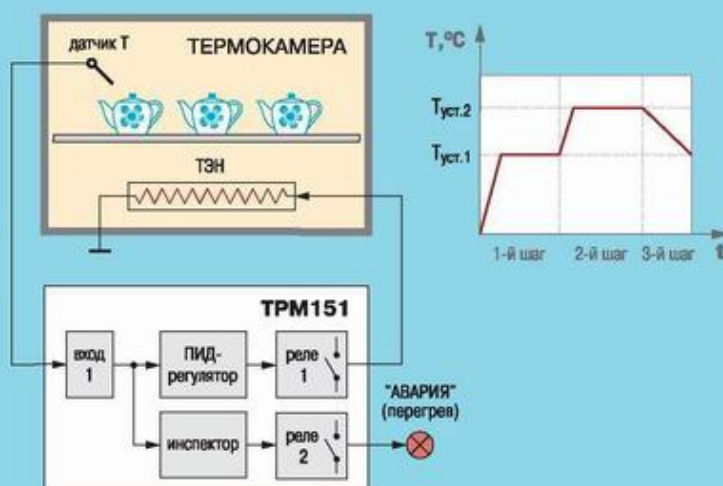 датчик Т
ТЕРМОКАМЕРА
ТЭН
Т,°С
Туст.2
Туст.1
1-й шаг
2-й шаг
3-й шаг
t
ТРМ151
вход
1
ПИД-
регулятор
реле
1
инспектор
реле
2
"АВАРИЯ"
(перегрев)